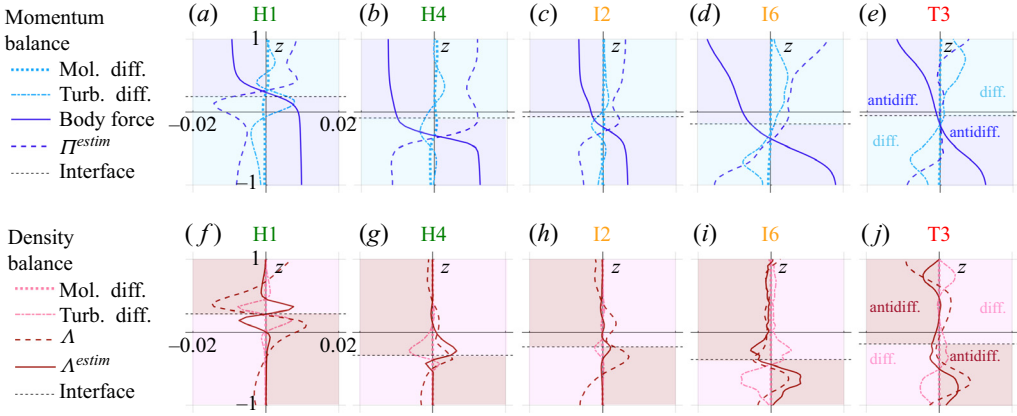 Momentum
balance
Mol. diff.
Turb. diff.
Body force
Π^estim
Interface
(a) H1
(b) H4
(c) I2
(d) I6
(e) T3
1
z
z
z
z
z
−0.02
0.02
−1
antidiff.
diff.
diff.
antidiff.
Density
balance
Mol. diff.
Turb. diff.
Λ
Λ^estim
Interface
(f) H1
(g) H4
(h) I2
(i) I6
(j) T3
1
z
z
z
z
z
−0.02
0.02
−1
antidiff.
diff.
diff.
antidiff.